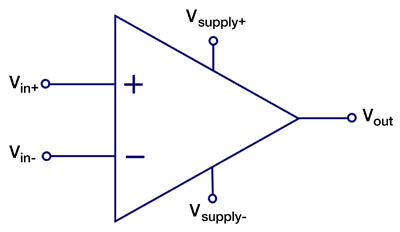 Vsupply+
Vin+
+
Vout
Vin-
−
Vsupply-